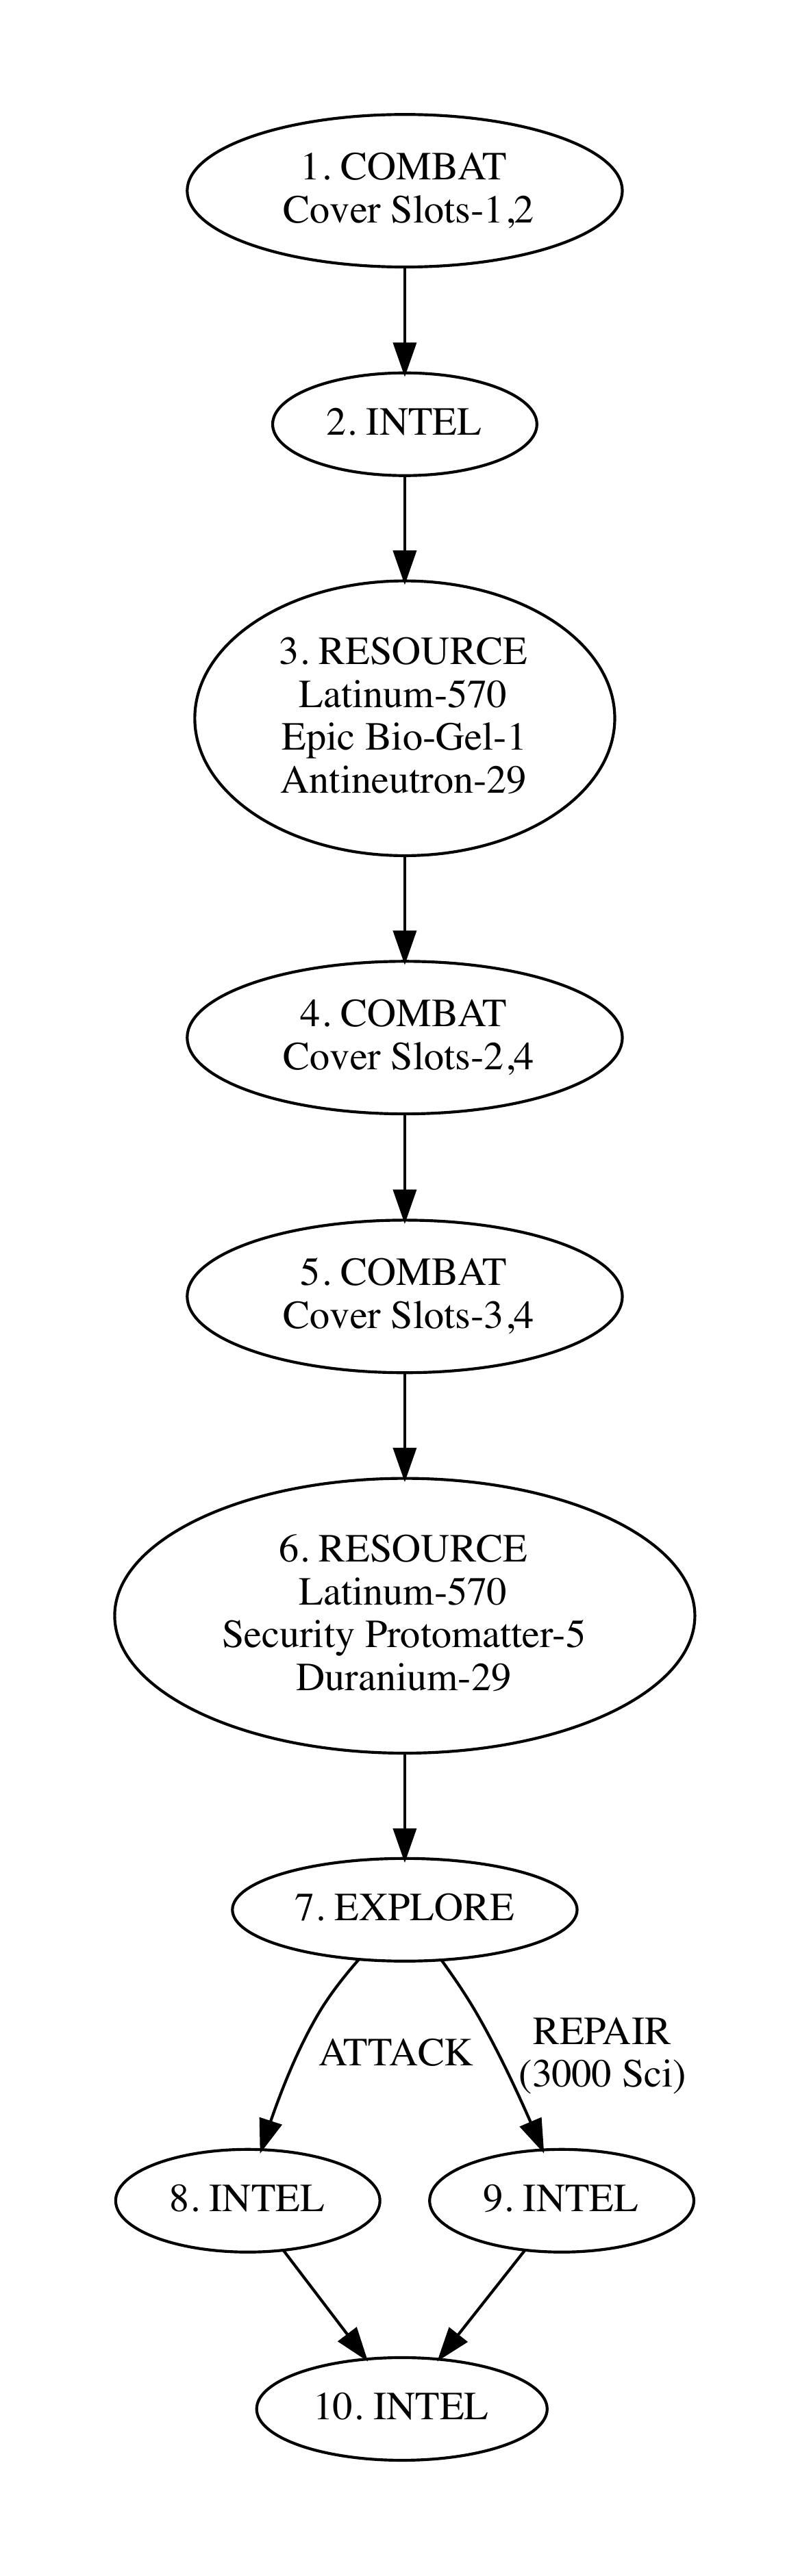 1. COMBAT
Cover Slots-1,2
2. INTEL
3. RESOURCE
Latinum-570
Epic Bio-Gel-1
Antineutron-29
4. COMBAT
Cover Slots-2,4
5. COMBAT
Cover Slots-3,4
6. RESOURCE
Latinum-570
Security Protomatter-5
Duranium-29
7. EXPLORE
ATTACK
REPAIR
(3000 Sci)
8. INTEL
9. INTEL
10. INTEL